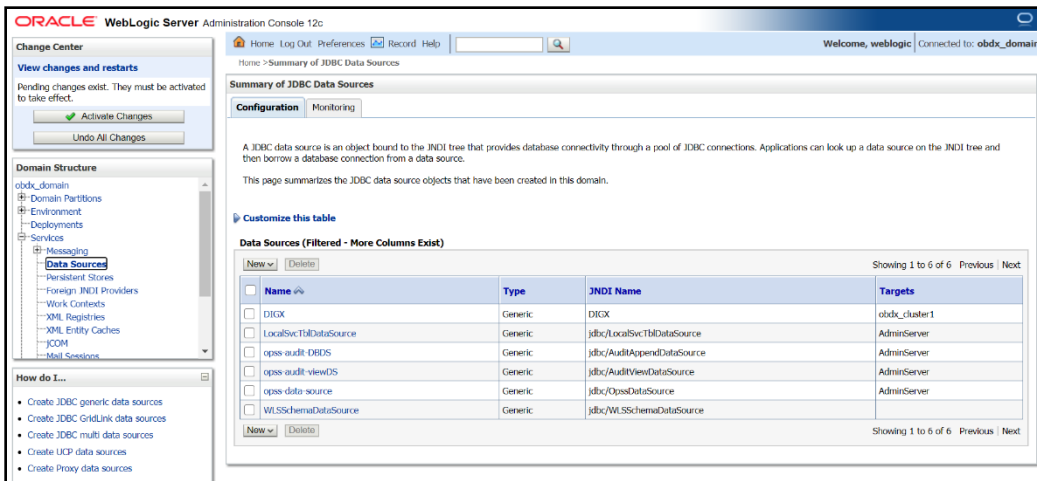 ORACLE WebLogic Server Administration Console 12c
Change Center
View changes and restarts
Pending changes exist. They must be activated
to take effect.
Activate Changes
Undo All Changes
Domain Structure
obdx_domain
Domain Partitions
Environment
Deployments
Services
Messaging
Data Sources
Persistent Stores
Foreign JNDI Providers
Work Contexts
XML Registries
XML Entity Caches
jCOM
Mail Sessions
How do I...
Create JDBC generic data sources
Create JDBC GridLink data sources
Create JDBC multi data sources
Create UCP data sources
Create Proxy data sources
Home Log Out Preferences Record Help
Welcome, weblogic Connected to: obdx_domain
Home >Summary of JDBC Data Sources
Summary of JDBC Data Sources
Configuration Monitoring
A JDBC data source is an object bound to the JNDI tree that provides database connectivity through a pool of JDBC connections. Applications can look up a data source on the JNDI tree and
then borrow a database connection from a data source.
This page summarizes the JDBC data source objects that have been created in this domain.
Customize this table
Data Sources (Filtered - More Columns Exist)
New Delete Showing 1 to 6 of 6 Previous Next
Name Type JNDI Name Targets
DIGX Generic DIGX obdx_cluster1
LocalSvcTblDataSource Generic jdbc/LocalSvcTblDataSource AdminServer
opss-audit-DBDS Generic jdbc/AuditAppendDataSource AdminServer
opss-audit-viewDS Generic jdbc/AuditViewDataSource AdminServer
opss-data-source Generic jdbc/OpssDataSource AdminServer
WLSSchemaDataSource Generic jdbc/WLSSchemaDataSource
New Delete Showing 1 to 6 of 6 Previous Next